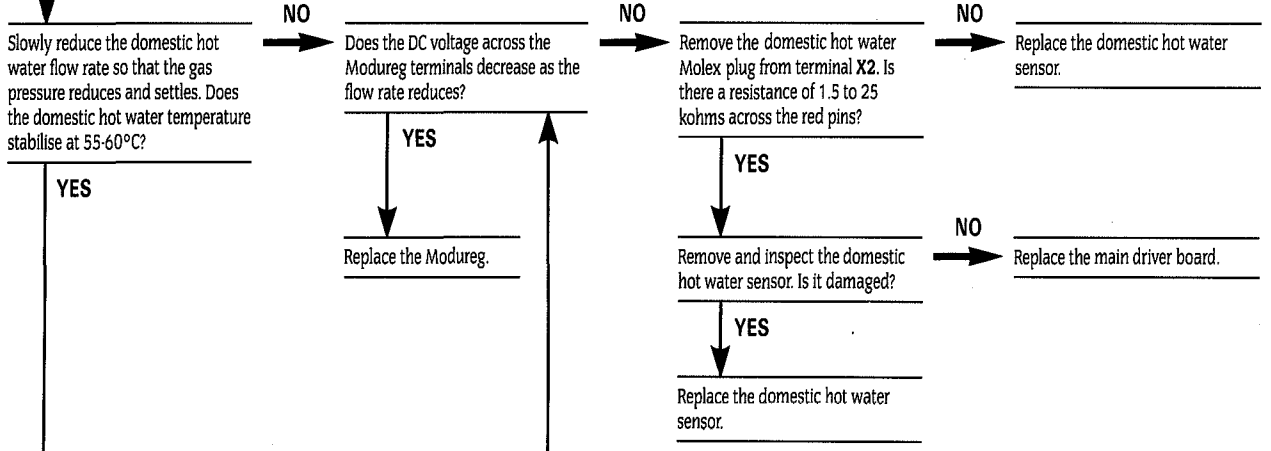 NO
NO
NO
Slowly reduce the domestic hot
water flow rate so that the gas
pressure reduces and settles. Does
the domestic hot water temperature
stabilise at 55-60°C?
Does the DC voltage across the
Modureg terminals decrease as the
flow rate reduces?
Remove the domestic hot water
Molex plug from terminal X2. Is
there a resistance of 1.5 to 25
kohms across the red pins?
Replace the domestic hot water
sensor.
YES
YES
YES
Replace the Modureg.
Remove and inspect the domestic
hot water sensor. Is it damaged?
NO
Replace the main driver board.
YES
Replace the domestic hot water
sensor.